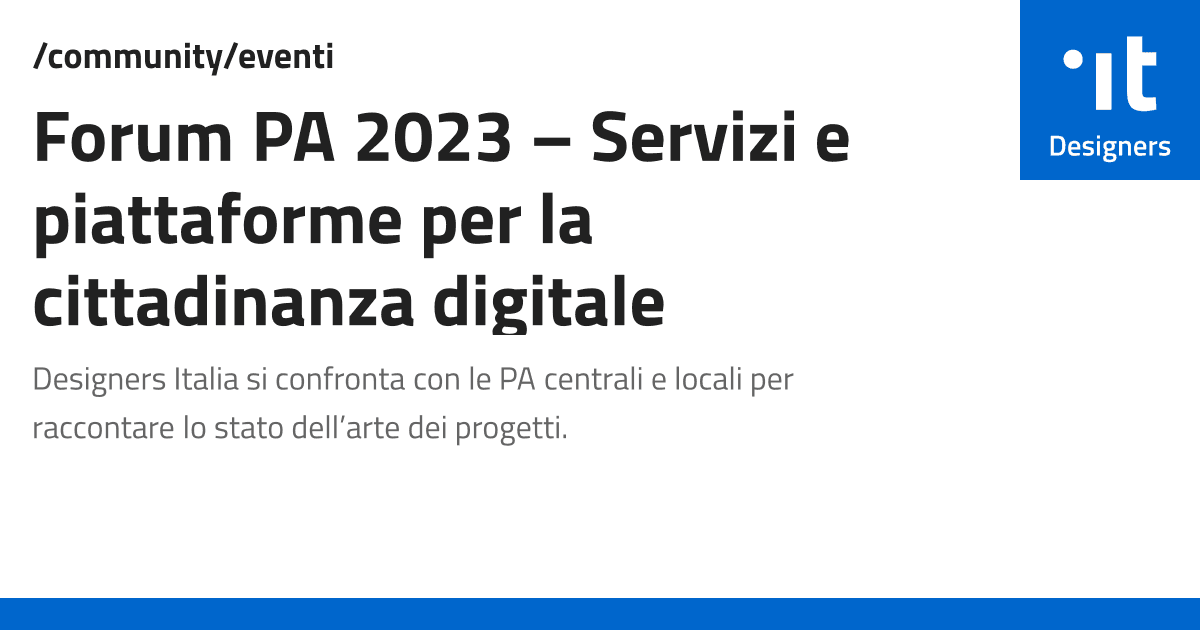 /community/eventi
Forum PA 2023 – Servizi e
piattaforme per la
cittadinanza digitale
Designers Italia si confronta con le PA centrali e locali per
raccontare lo stato dell’arte dei progetti.
it
Designers